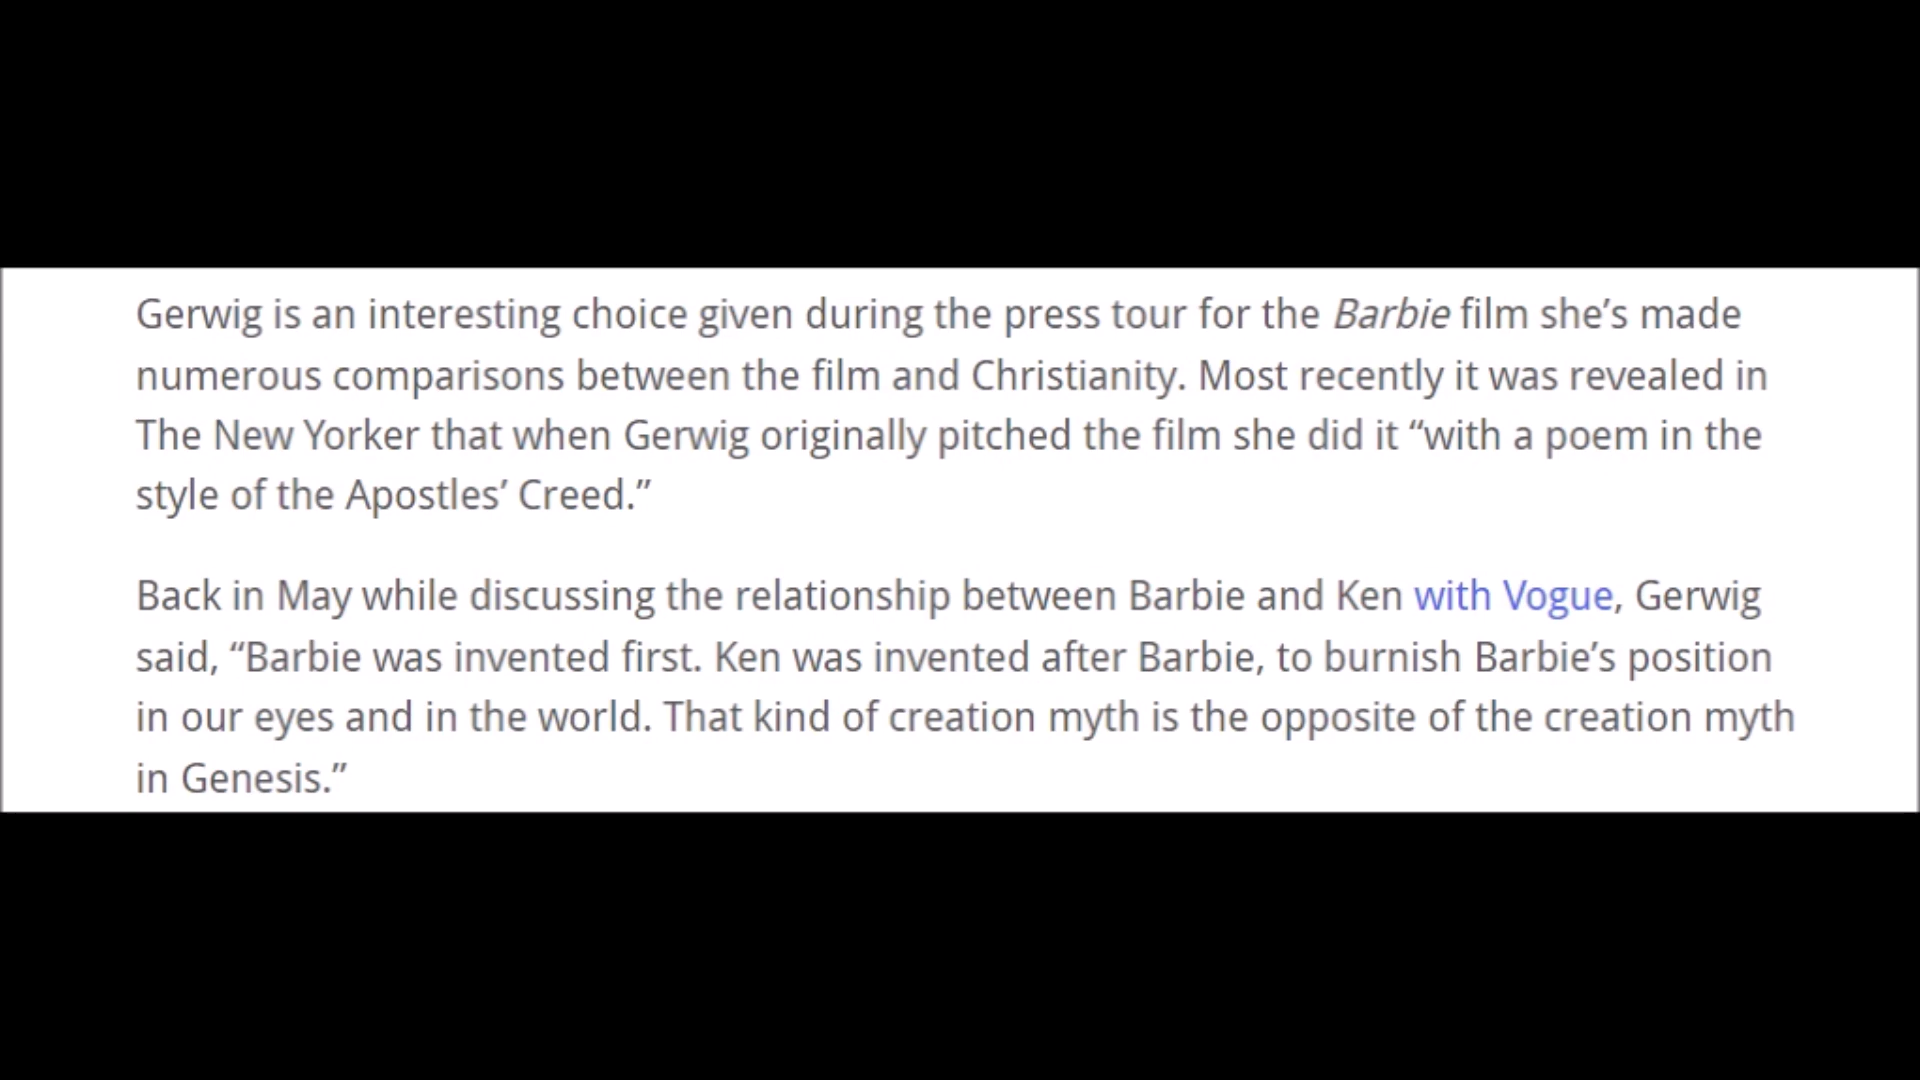 Gerwig is an interesting choice given during the press tour for the Barbie film she’s made
numerous comparisons between the film and Christianity. Most recently it was revealed in
The New Yorker that when Gerwig originally pitched the film she did it “with a poem in the
style of the Apostles’ Creed.”
Back in May while discussing the relationship between Barbie and Ken with Vogue, Gerwig
said, “Barbie was invented first. Ken was invented after Barbie, to burnish Barbie’s position
in our eyes and in the world. That kind of creation myth is the opposite of the creation myth
in Genesis.”